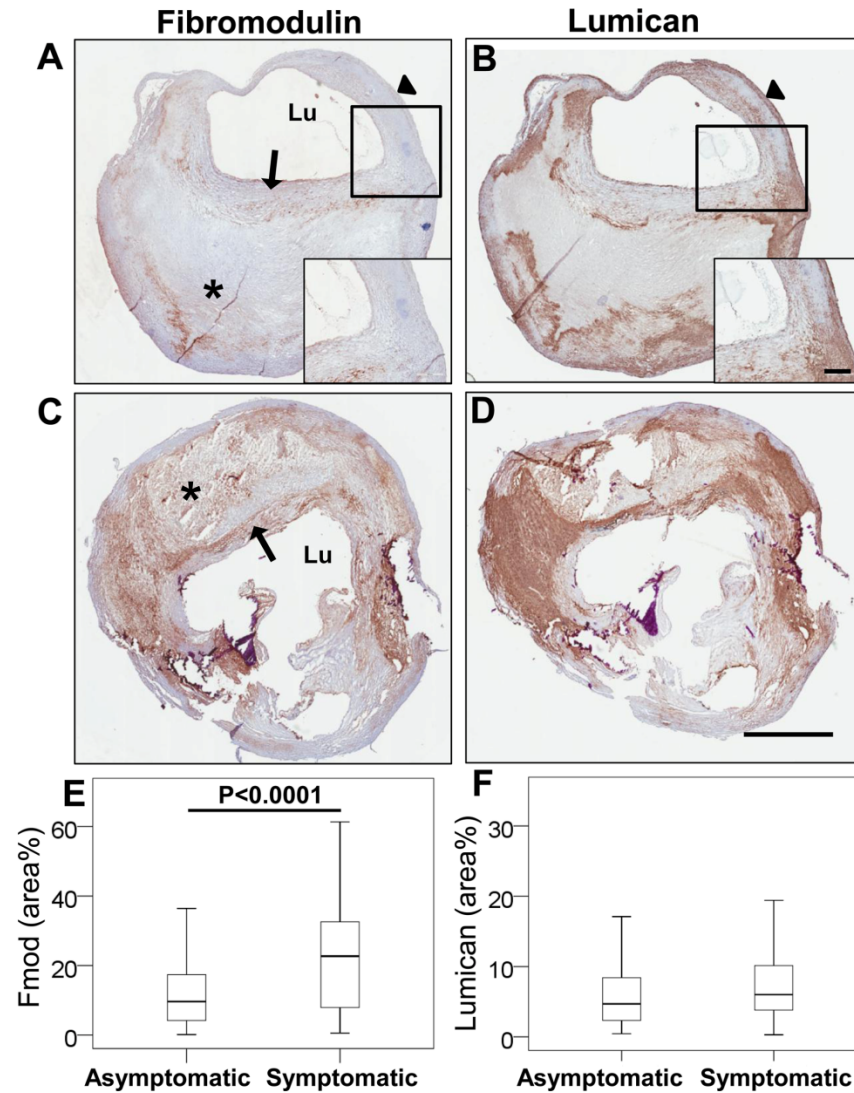 Fibromodulin Lumican
A B
Lu
*
C D
*
Lu
E F
P<0.0001
Fmod (area%)
60
40
20
0
Asymptomatic Symptomatic
Lumican (area%)
30
20
10
0
Asymptomatic Symptomatic